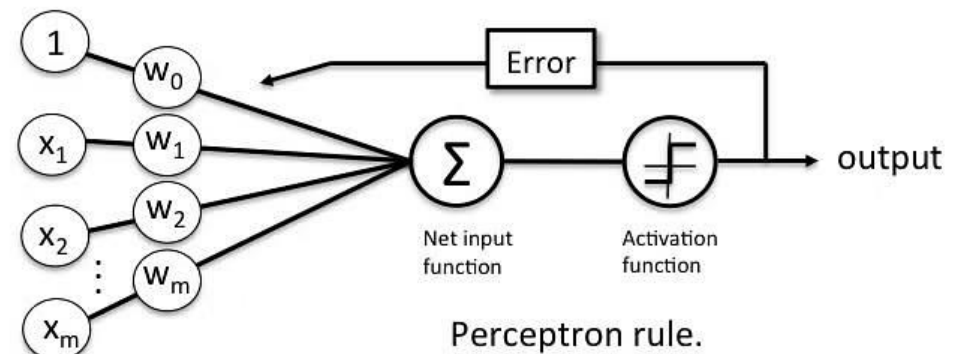 1
w0
Error
x1
w1
Σ
output
x2
w2
Net input
function
Activation
function
⋮
wm
xm
Perceptron rule.